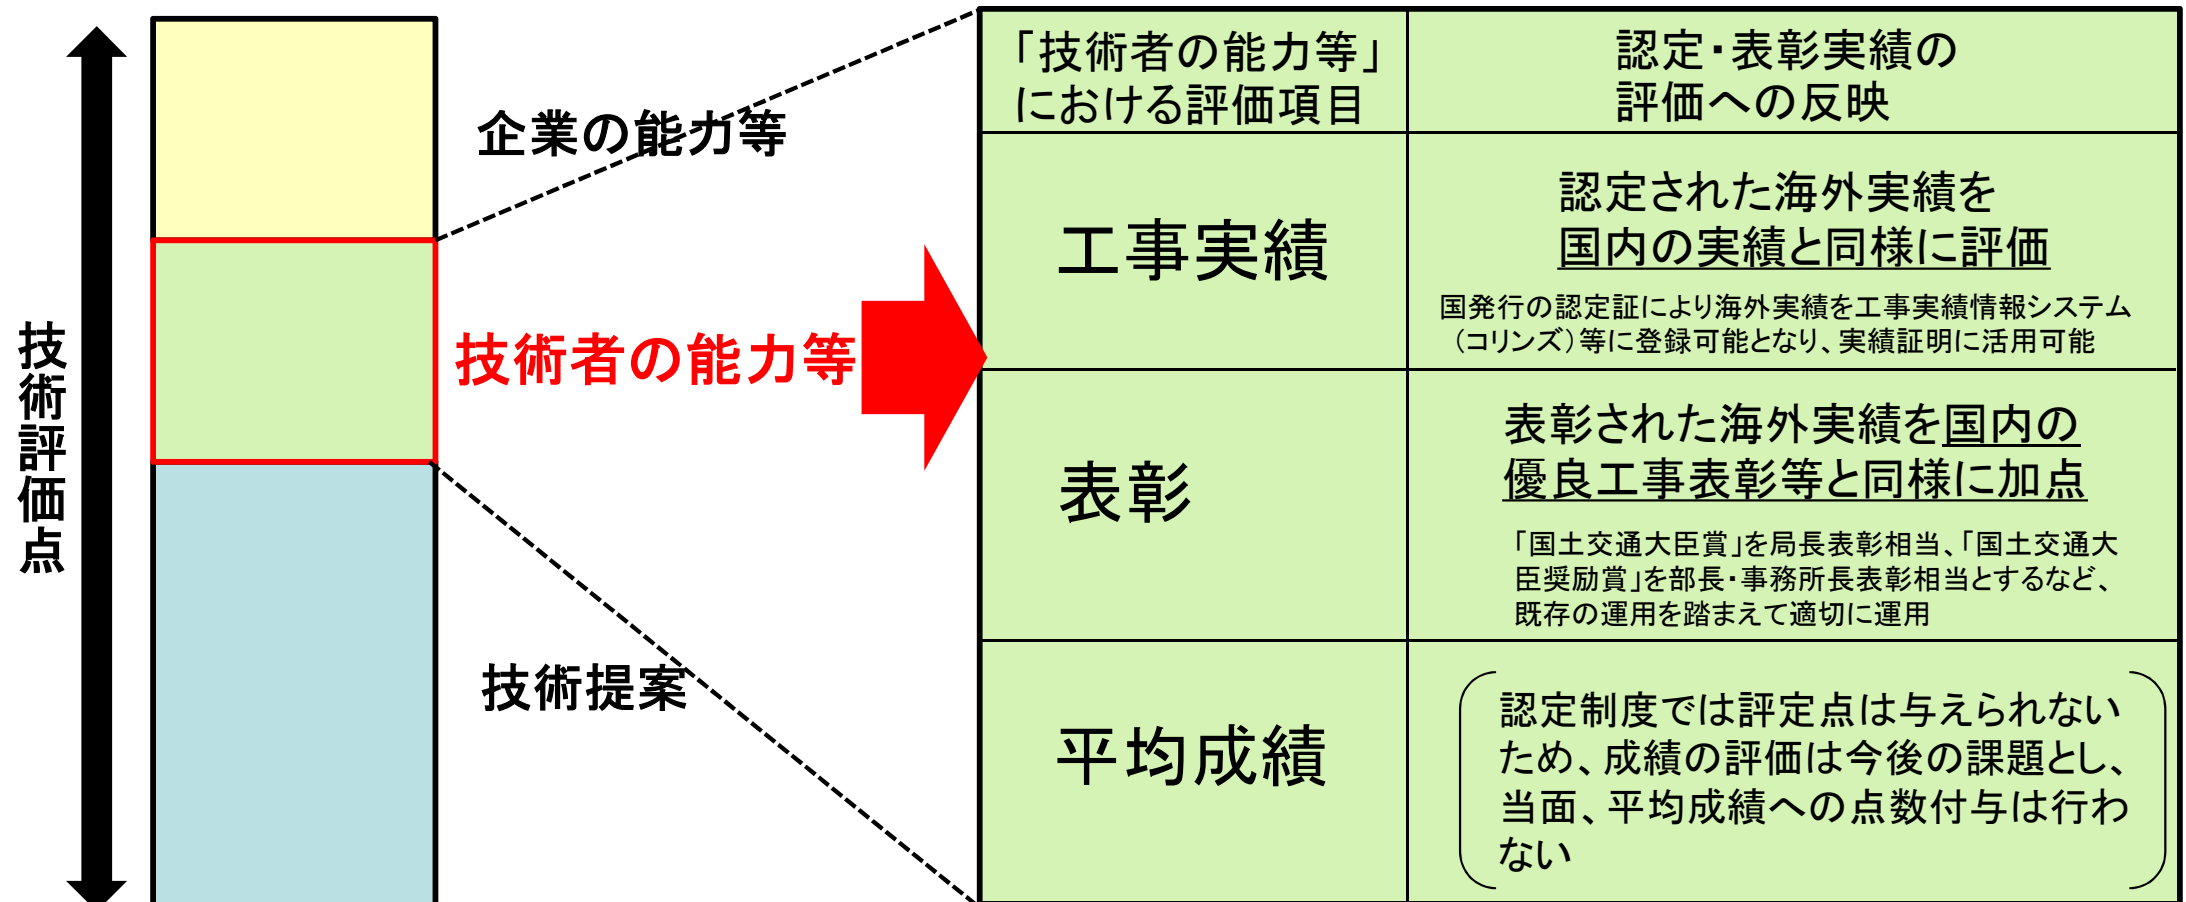 技術評価点
企業の能力等
技術者の能力等
技術提案
「技術者の能力等」
における評価項目
認定・表彰実績の
評価への反映
工事実績
認定された海外実績を
国内の実績と同様に評価
国発行の認定証により海外実績を工事実績情報システム
（コリンズ）等に登録可能となり、実績証明に活用可能
表彰
表彰された海外実績を国内の
優良工事表彰等と同様に加点
「国土交通大臣賞」を局長表彰相当、「国土交通大
臣奨励賞」を部長・事務所長表彰相当とするなど、
既存の運用を踏まえて適切に運用
平均成績
認定制度では評定点は与えられない
ため、成績の評価は今後の課題とし、
当面、平均成績への点数付与は行わ
ない